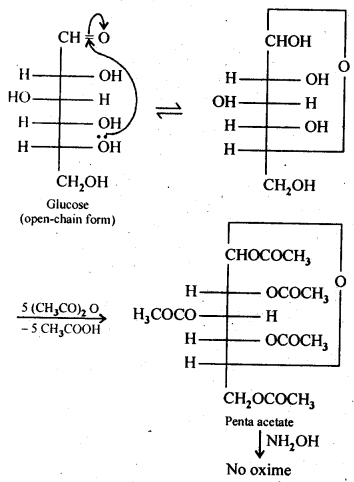 CH = O
CHOH
O
H OH
H OH
HO H
OH H
H OH
H OH
H OH
H
CH₂OH
CH₂OH
⇌
Glucose
(open-chain form)
CHOCOCH₃
O
5 (CH₃CO)₂ O
– 5 CH₃COOH
H OCOCH₃
H₃COCO H
H OCOCH₃
H
CH₂OCOCH₃
Penta acetate
NH₂OH
No oxime